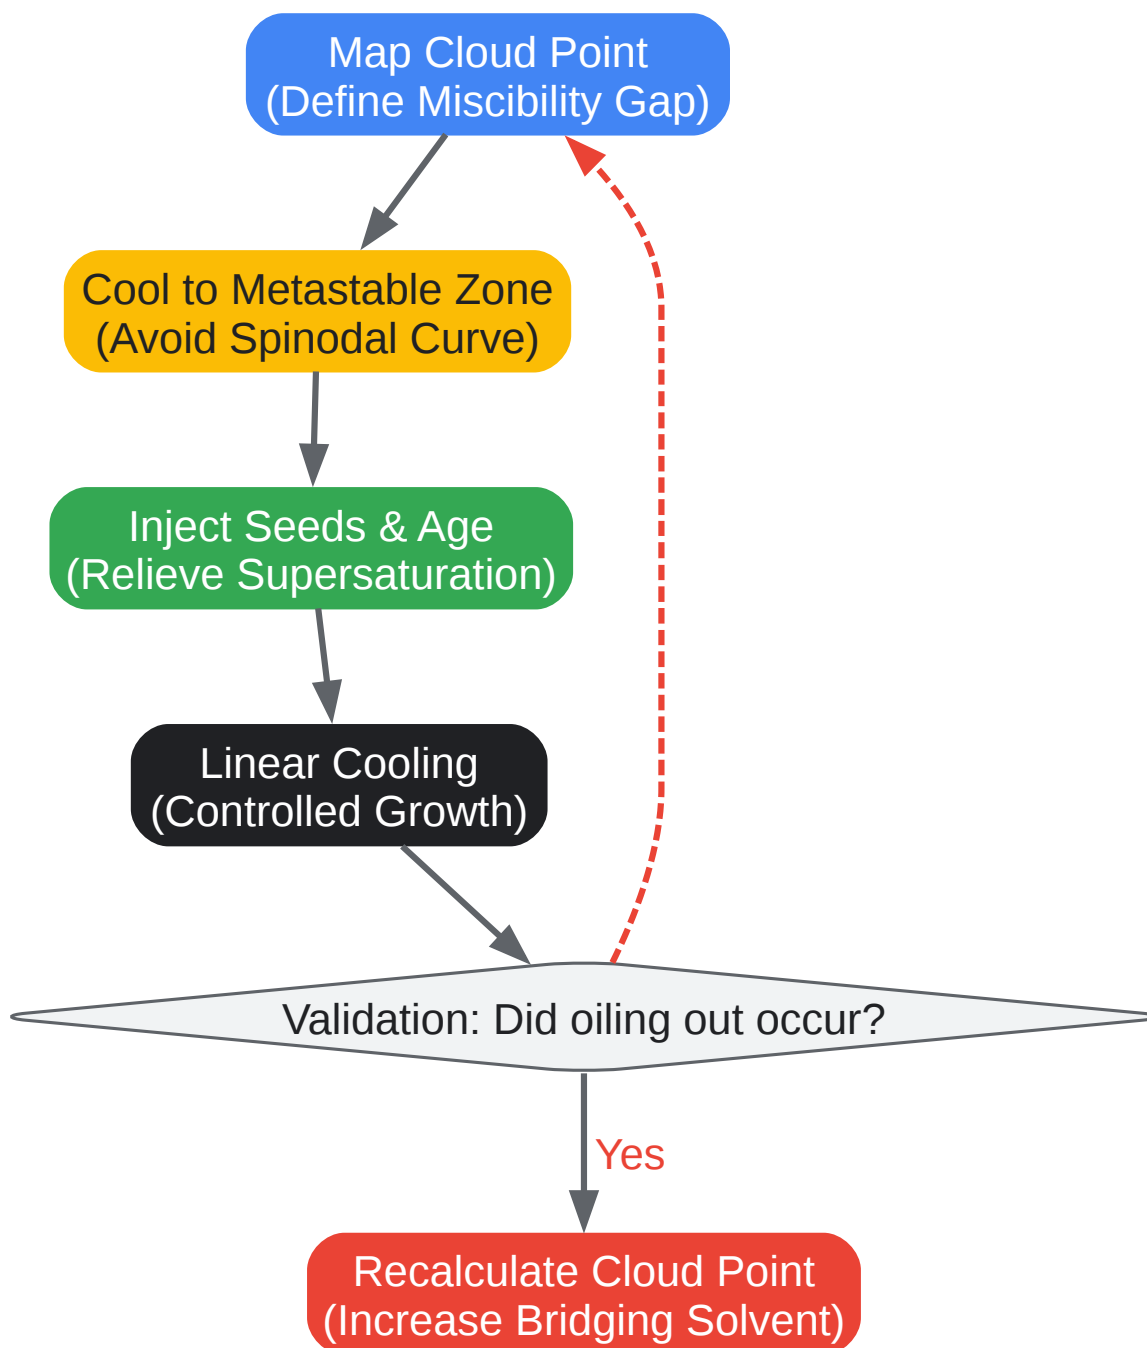 Map Cloud Point
(Define Miscibility Gap)
Cool to Metastable Zone
(Avoid Spinodal Curve)
Inject Seeds & Age
(Relieve Supersaturation)
Linear Cooling
(Controlled Growth)
Validation: Did oiling out occur?
Yes
Recalculate Cloud Point
(Increase Bridging Solvent)